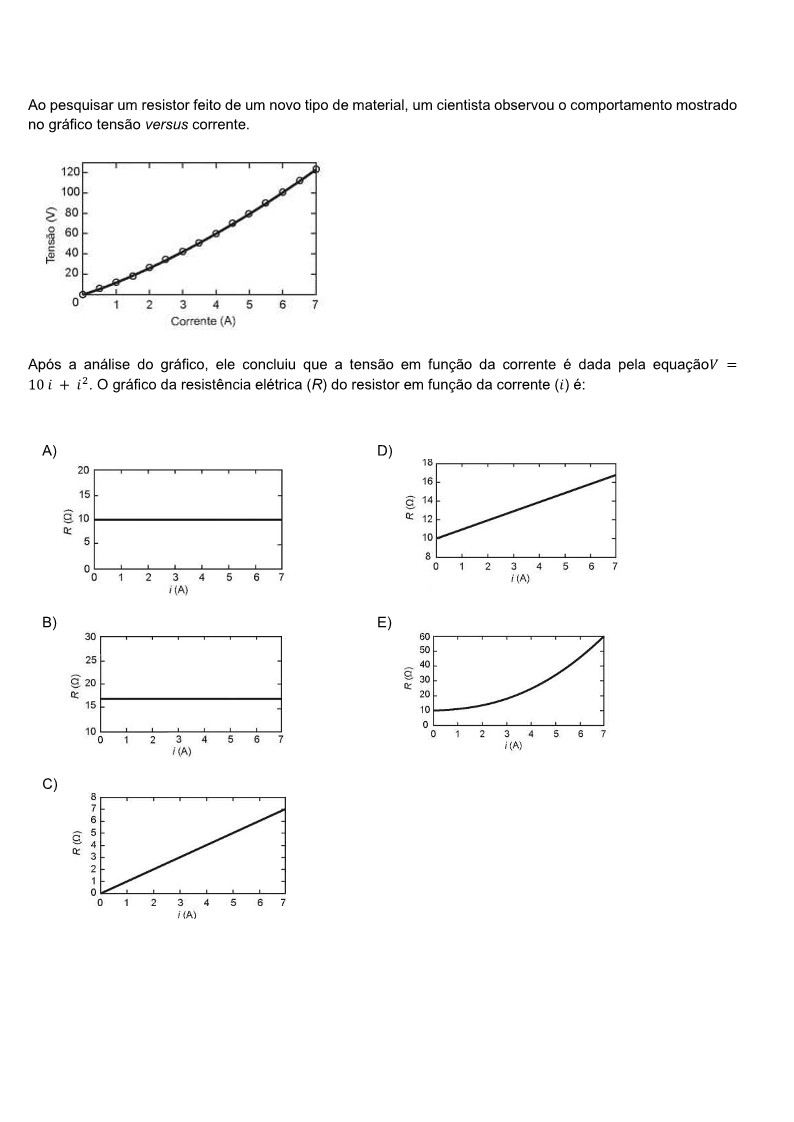 Ao pesquisar um resistor feito de um novo tipo de material, um cientista observou o comportamento mostrado
no gráfico tensão versus corrente.
120
100
80
60
40
20
0
Tensão (V)
1 2 3 4 5 6 7
Corrente (A)
Após a análise do gráfico, ele concluiu que a tensão em função da corrente é dada pela equaçãoV =
10 i + i². O gráfico da resistência elétrica (R) do resistor em função da corrente (i) é:
A)
20
15
10
5
0
R (Ω)
0 1 2 3 4 5 6 7
i (A)
B)
30
25
20
15
10
R (Ω)
0 1 2 3 4 5 6 7
i (A)
C)
8
7
6
5
4
3
2
1
0
R (Ω)
0 1 2 3 4 5 6 7
i (A)
D)
18
16
14
12
10
8
R (Ω)
0 1 2 3 4 5 6 7
i (A)
E)
60
50
40
30
20
10
0
R (Ω)
0 1 2 3 4 5 6 7
i (A)